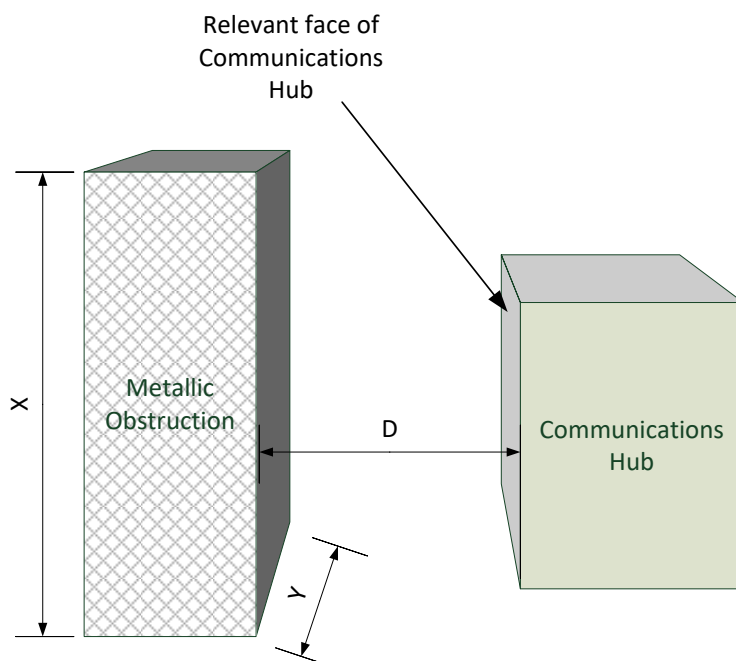 Relevant face of
Communications
Hub
X
Metallic
Obstruction
D
Communications
Hub
Y